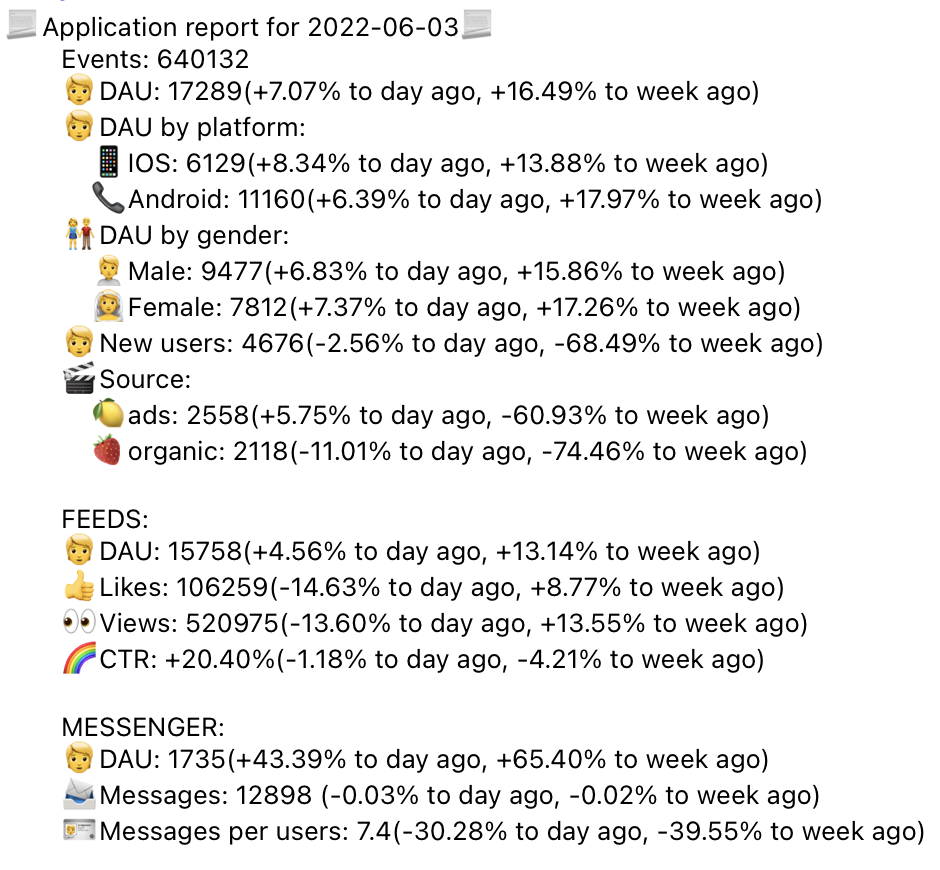 Application report for 2022-06-03
Events: 640132
DAU: 17289(+7.07% to day ago, +16.49% to week ago)
DAU by platform:
IOS: 6129(+8.34% to day ago, +13.88% to week ago)
Android: 11160(+6.39% to day ago, +17.97% to week ago)
DAU by gender:
Male: 9477(+6.83% to day ago, +15.86% to week ago)
Female: 7812(+7.37% to day ago, +17.26% to week ago)
New users: 4676(-2.56% to day ago, -68.49% to week ago)
Source:
ads: 2558(+5.75% to day ago, -60.93% to week ago)
organic: 2118(-11.01% to day ago, -74.46% to week ago)
FEEDS:
DAU: 15758(+4.56% to day ago, +13.14% to week ago)
Likes: 106259(-14.63% to day ago, +8.77% to week ago)
Views: 520975(-13.60% to day ago, +13.55% to week ago)
CTR: +20.40%(-1.18% to day ago, -4.21% to week ago)
MESSENGER:
DAU: 1735(+43.39% to day ago, +65.40% to week ago)
Messages: 12898 (-0.03% to day ago, -0.02% to week ago)
Messages per users: 7.4(-30.28% to day ago, -39.55% to week ago)